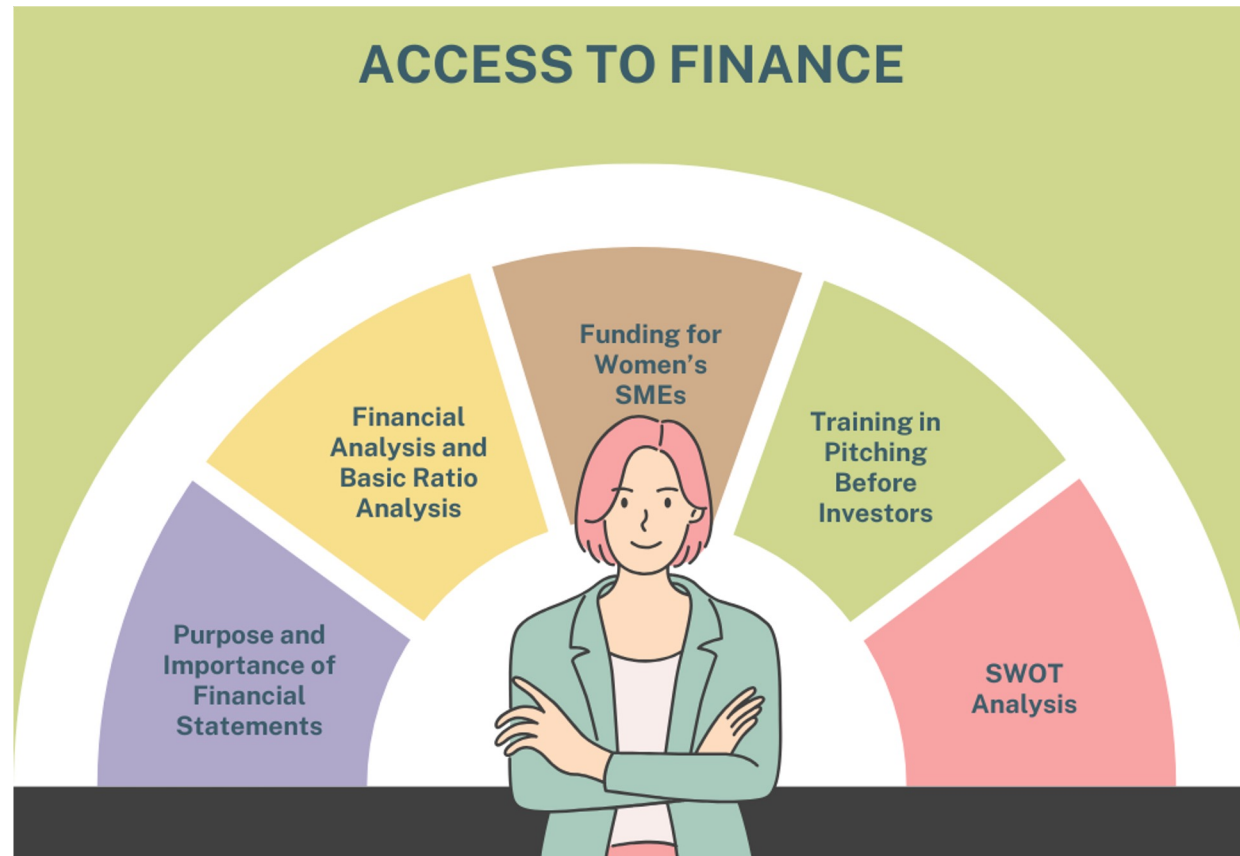 ACCESS TO FINANCE
Purpose and
Importance of
Financial
Statements
Financial
Analysis and
Basic Ratio
Analysis
Funding for
Women’s
SMEs
Training in
Pitching
Before
Investors
SWOT
Analysis